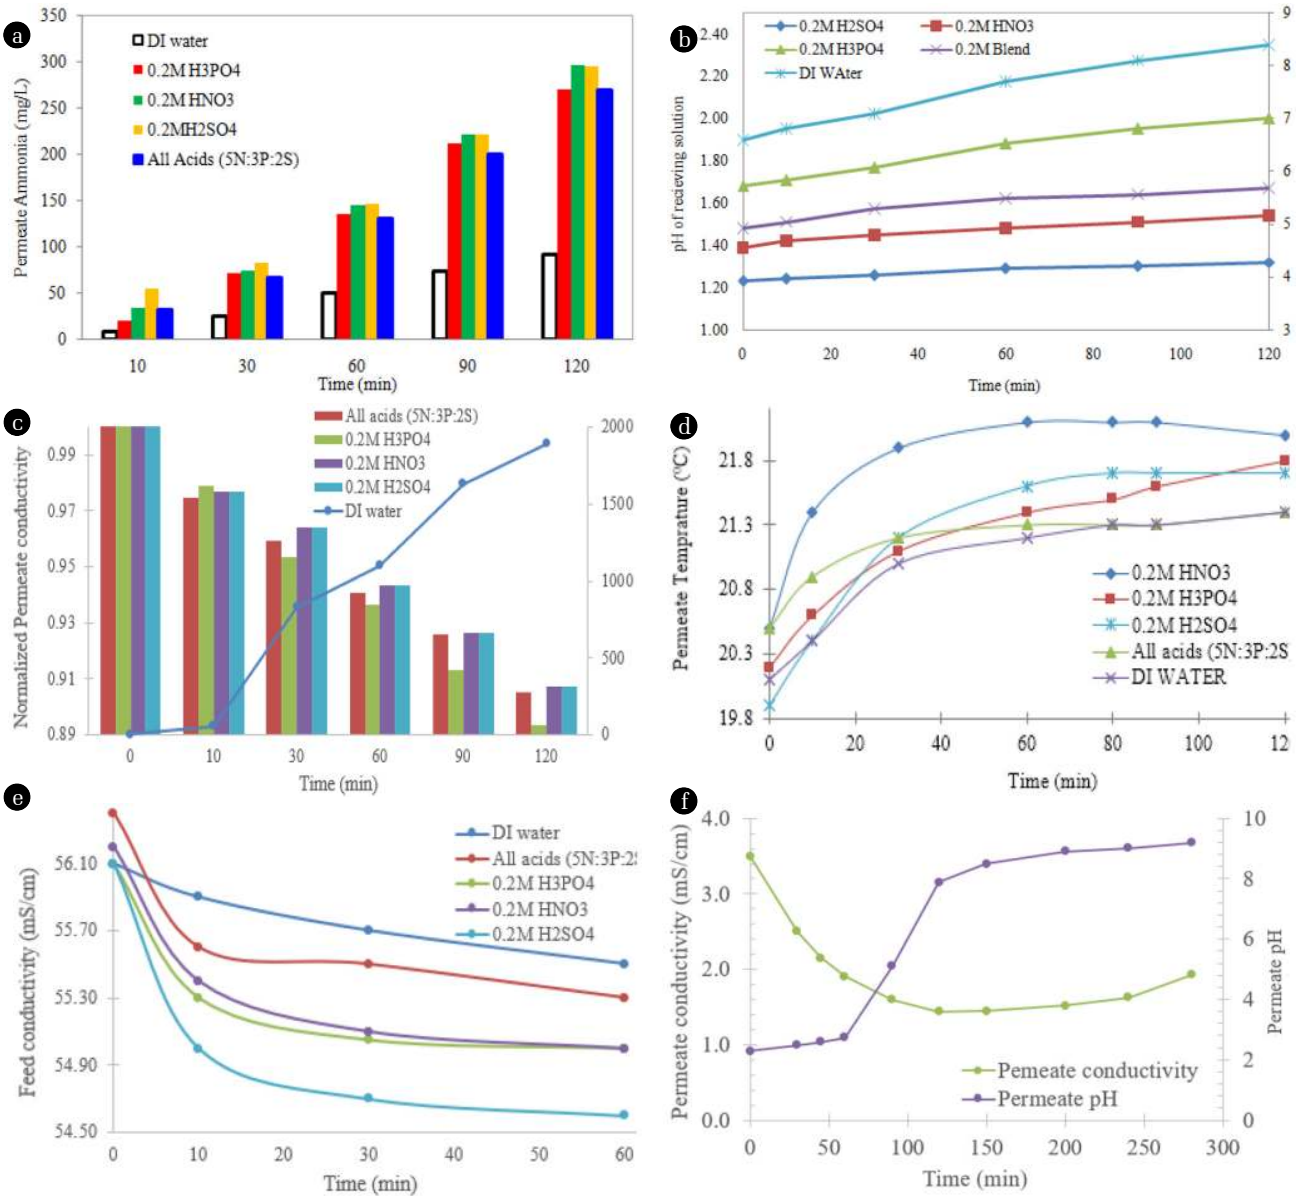 a
350
300
250
200
150
100
50
0
Permeate Ammonia (mg/L)
DI water
0.2M H3PO4
0.2M HNO3
0.2MH2SO4
All Acids (5N:3P:2S)
10 30 60 90 120
Time (min)
b
2.40
2.20
2.00
1.80
1.60
1.40
1.20
1.00
pH of recieving solution
0.2M H2SO4 0.2M HNO3
0.2M H3PO4 0.2M Blend
DI WAter
9
8
7
6
5
4
3
0 20 40 60 80 100 120
Time (min)
c
0.99
0.97
0.95
0.93
0.91
0.89
Normalized Permeate conductivity
All acids (5N:3P:2S)
0.2M H3PO4
0.2M HNO3
0.2M H2SO4
DI water
2000
1500
1000
500
0
0 10 30 60 90 120
Time (min)
d
21.8
21.3
20.8
20.3
19.8
Permeate Temprature (ºC)
0.2M HNO3
0.2M H3PO4
0.2M H2SO4
All acids (5N:3P:2S
DI WATER
0 20 40 60 80 100 12
Time (min)
e
56.10
55.70
55.30
54.90
54.50
Feed conductivity (mS/cm)
DI water
All acids (5N:3P:2S
0.2M H3PO4
0.2M HNO3
0.2M H2SO4
0 10 20 30 40 50 60
Time (min)
f
4.0
3.0
2.0
1.0
0.0
Permeate conductivity (mS/cm)
Pemeate conductivity
Permeate pH
10
8
6
4
2
0
Permeate pH
0 50 100 150 200 250 300
Time (min)